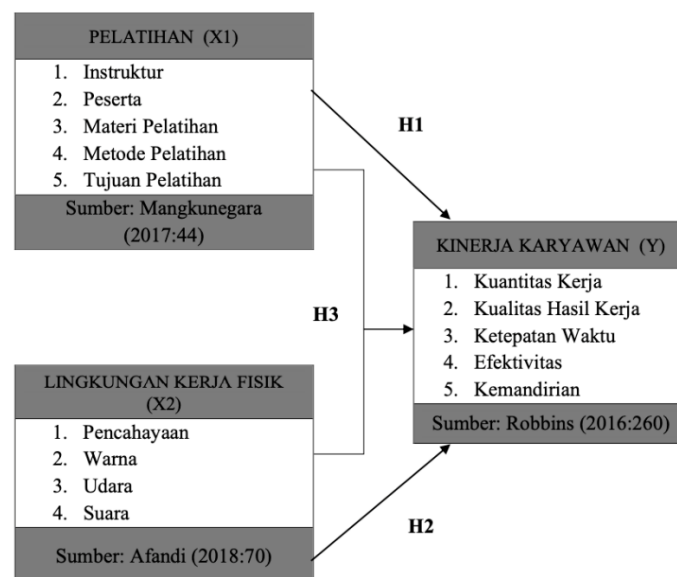 PELATIHAN (X1)
1. Instruktur
2. Peserta
3. Materi Pelatihan
4. Metode Pelatihan
5. Tujuan Pelatihan
Sumber: Mangkunegara
(2017:44)
H1
KINERJA KARYAWAN (Y)
1. Kuantitas Kerja
2. Kualitas Hasil Kerja
3. Ketepatan Waktu
4. Efektivitas
5. Kemandirian
Sumber: Robbins (2016:260)
H3
LINGKUNGAN KERJA FISIK
(X2)
1. Pencahayaan
2. Warna
3. Udara
4. Suara
Sumber: Afandi (2018:70)
H2